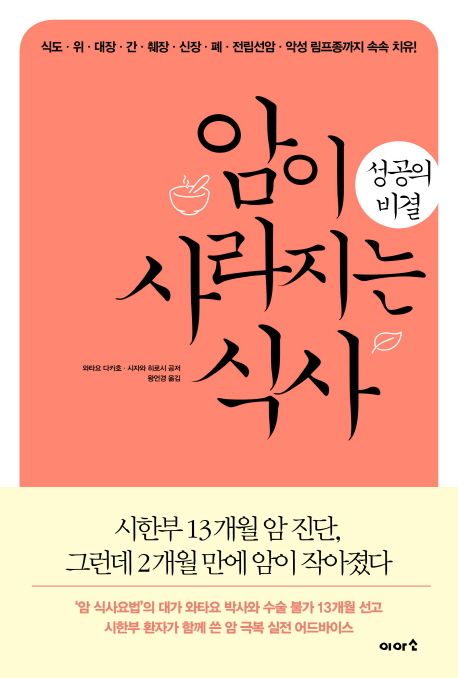 식도·위·대장·간·췌장·신장·폐·전립선암·악성 림프종까지 속속 치유!
암이
성공의
비결
사라지는
식사
와타요 다카호·시자와 히로시 공저
왕언경 옮김
시한부 13개월 암 진단,
그런데 2개월 만에 암이 작아졌다
'암 식사요법'의 대가 와타요 박사와 수술 불가 13개월 선고
시한부 환자가 함께 쓴 암 극복 실전 어드바이스
이아소